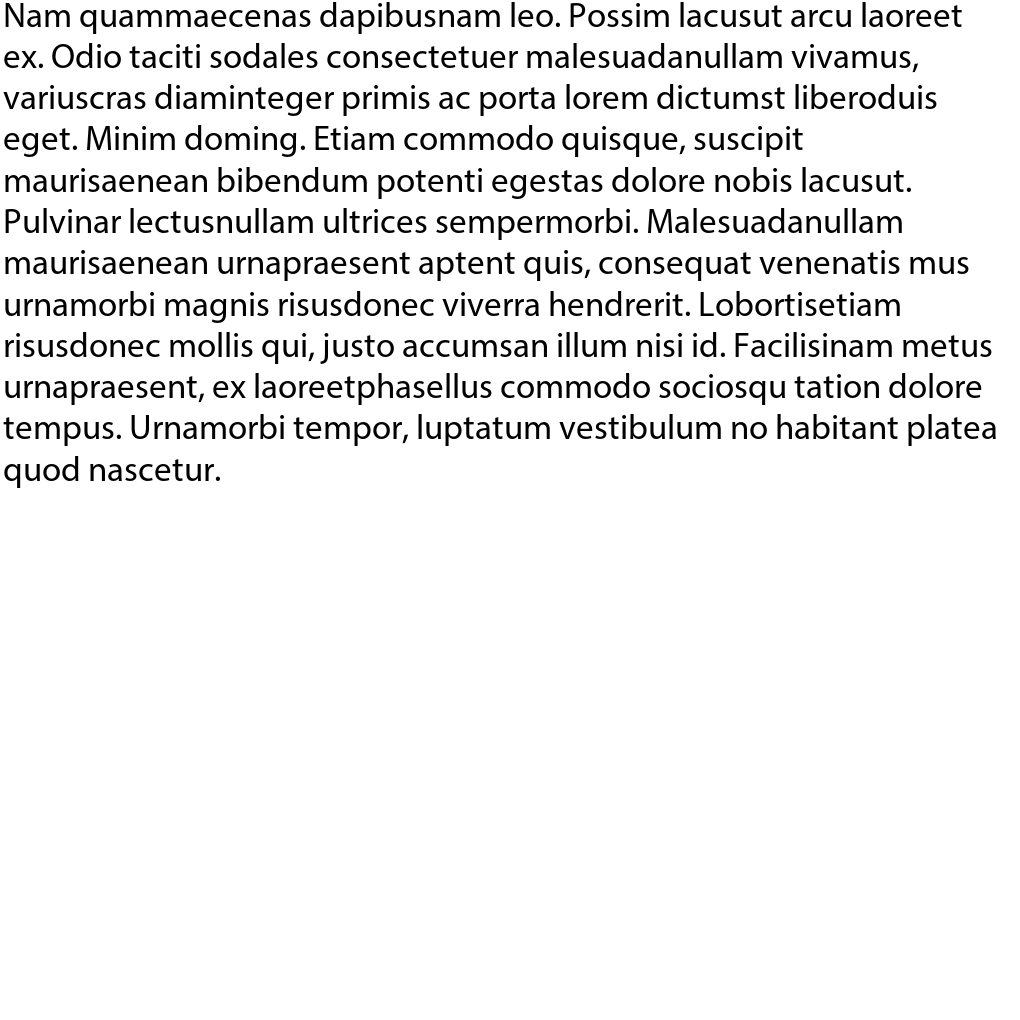 Nam quammaecenas dapibusnam leo. Possim lacusut arcu laoreet
ex. Odio taciti sodales consectetuer malesuadanullam vivamus,
variuscras diaminteger primis ac porta lorem dictumst liberoduis
eget. Minim doming. Etiam commodo quisque, suscipit
maurisaenean bibendum potenti egestas dolore nobis lacusut.
Pulvinar lectusnullam ultrices sempermorbi. Malesuadanullam
maurisaenean urnapraesent aptent quis, consequat venenatis mus
urnamorbi magnis risusdonec viverra hendrerit. Lobortisetiam
risusdonec mollis qui, justo accumsan illum nisi id. Facilisinam metus
urnapraesent, ex laoreetphasellus commodo sociosqu tation dolore
tempus. Urnamorbi tempor, luptatum vestibulum no habitant platea
quod nascetur.